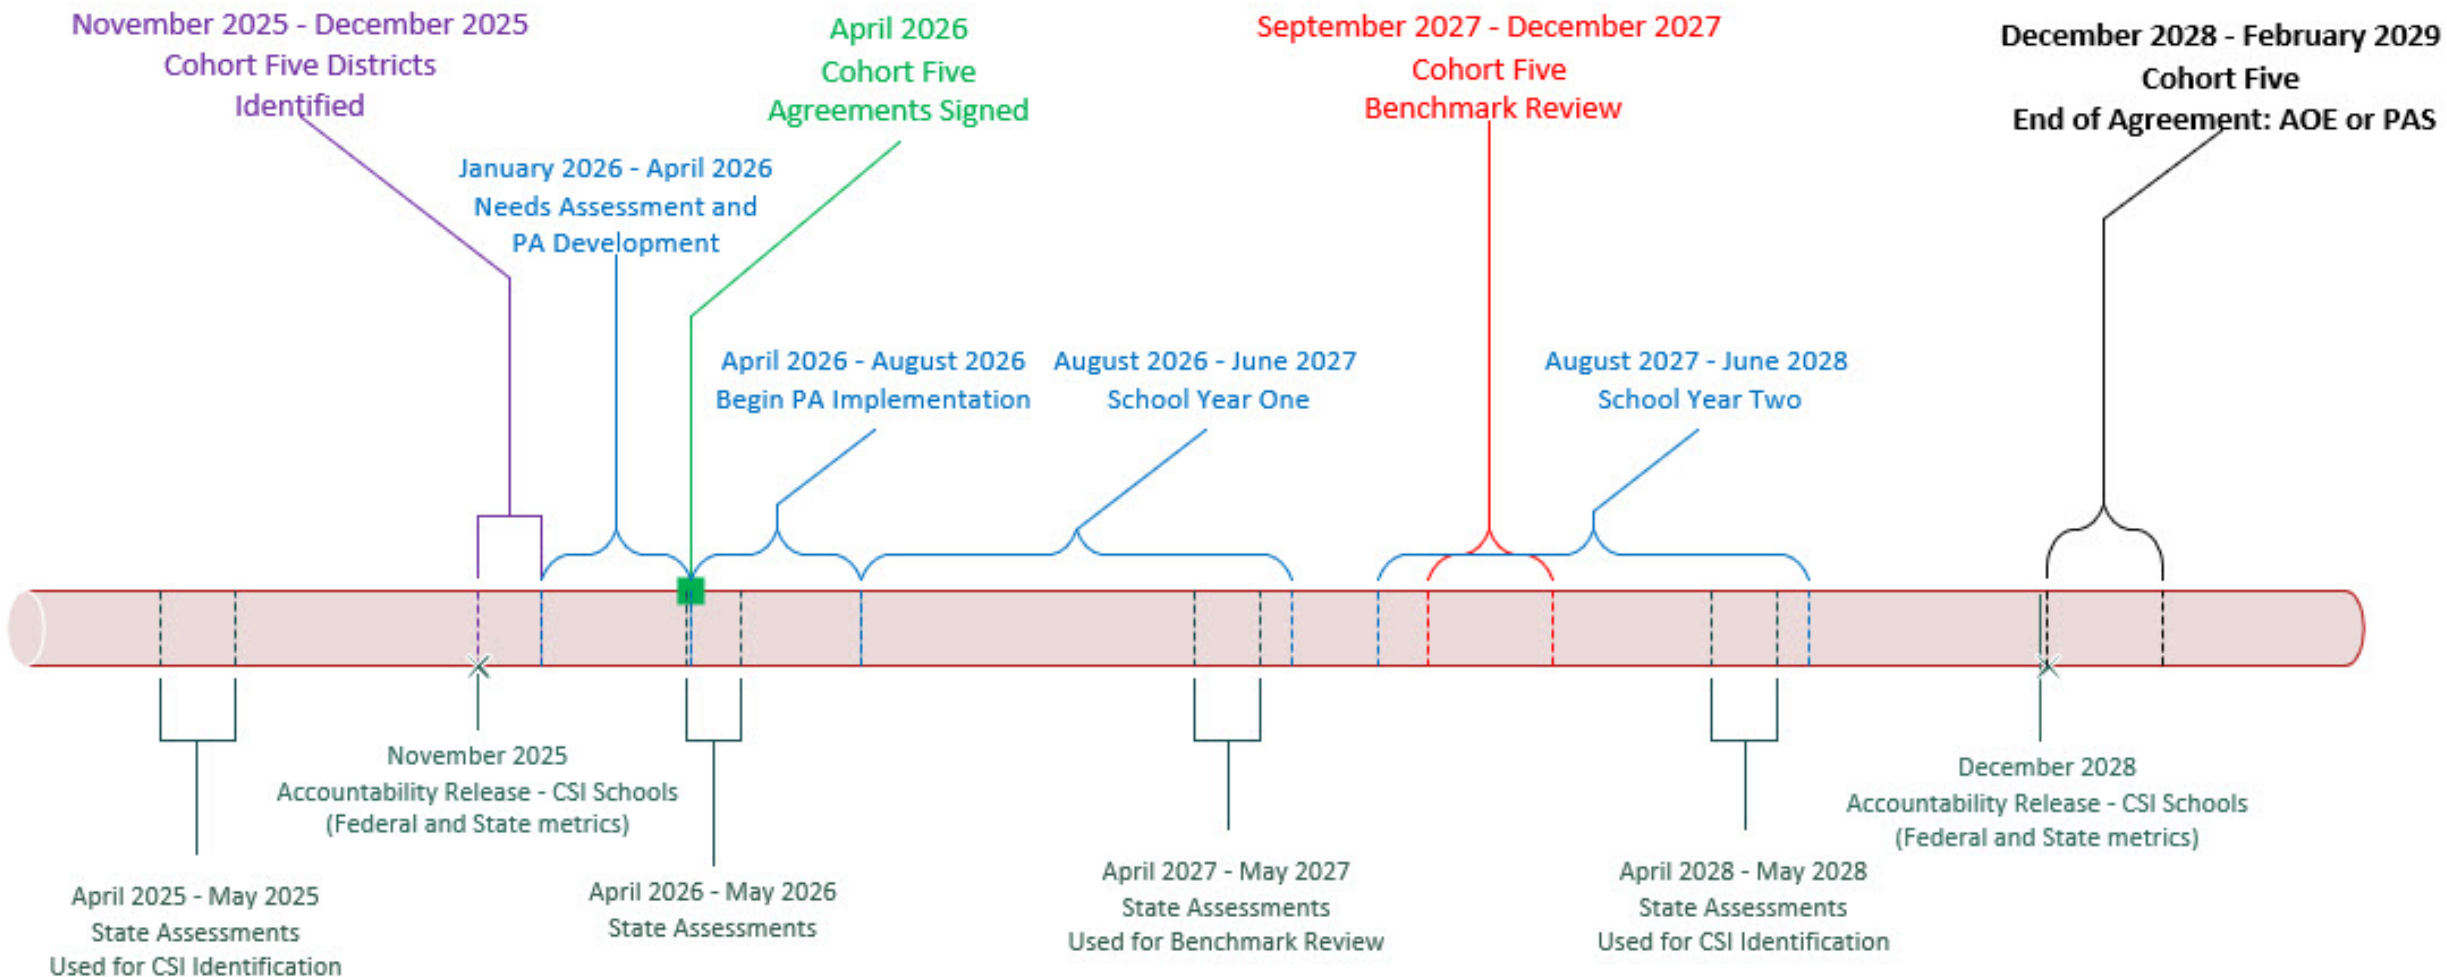 November 2025 - December 2025
Cohort Five Districts
Identified
April 2026
Cohort Five
Agreements Signed
September 2027 - December 2027
Cohort Five
Benchmark Review
December 2028 - February 2029
Cohort Five
End of Agreement: AOE or PAS
January 2026 - April 2026
Needs Assessment and
PA Development
April 2026 - August 2026
Begin PA Implementation
August 2026 - June 2027
School Year One
August 2027 - June 2028
School Year Two
November 2025
Accountability Release - CSI Schools
(Federal and State metrics)
December 2028
Accountability Release - CSI Schools
(Federal and State metrics)
April 2025 - May 2025
State Assessments
Used for CSI Identification
April 2026 - May 2026
State Assessments
April 2027 - May 2027
State Assessments
Used for Benchmark Review
April 2028 - May 2028
State Assessments
Used for CSI Identification